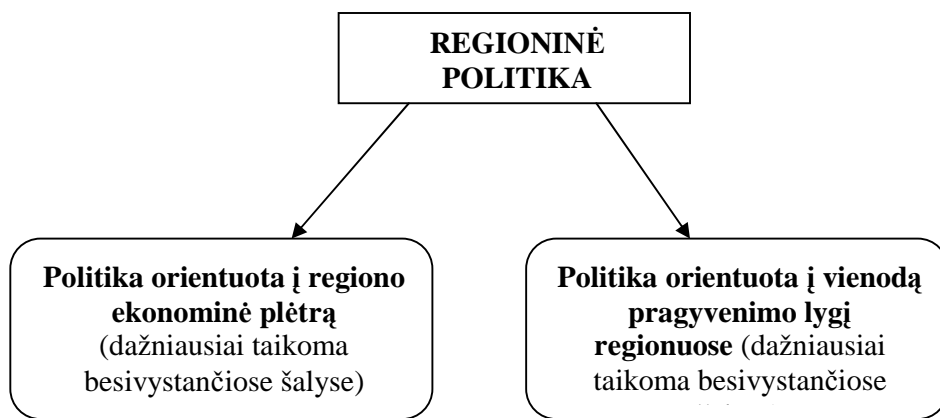 REGIONINĖ
POLITIKA
Politika orientuota į regiono
ekonominė plėtrą
(dažniausiai taikoma
besivystančiose šalyse)
Politika orientuota į vienodą
pragyvenimo lygį
regionuose (dažniausiai
taikoma besivystančiose